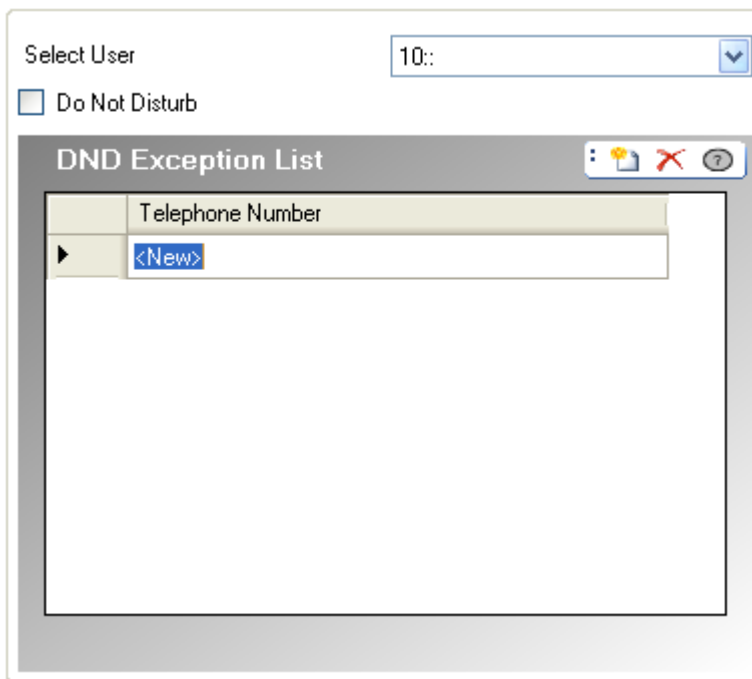 Select User
10::
Do Not Disturb
DND Exception List
?
Telephone Number
<New>